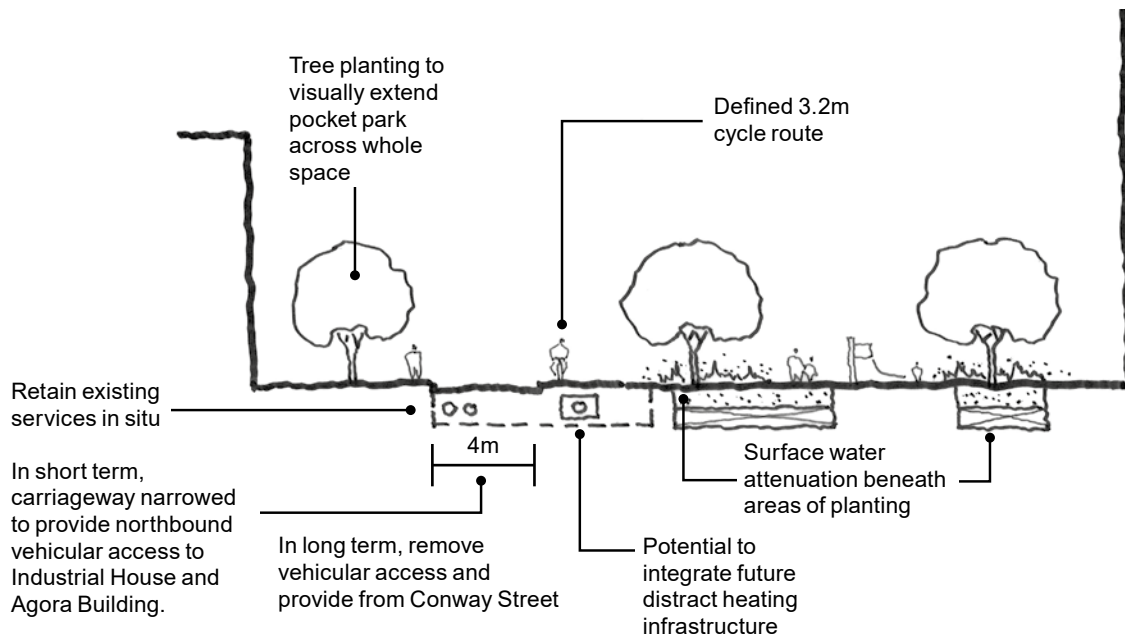 Tree planting to
visually extend
pocket park
across whole
space
Defined 3.2m
cycle route
Retain existing
services in situ
4m
In short term,
carriageway narrowed
to provide northbound
vehicular access to
Industrial House and
Agora Building.
In long term, remove
vehicular access and
provide from Conway Street
Surface water
attenuation beneath
areas of planting
Potential to
integrate future
distract heating
infrastructure